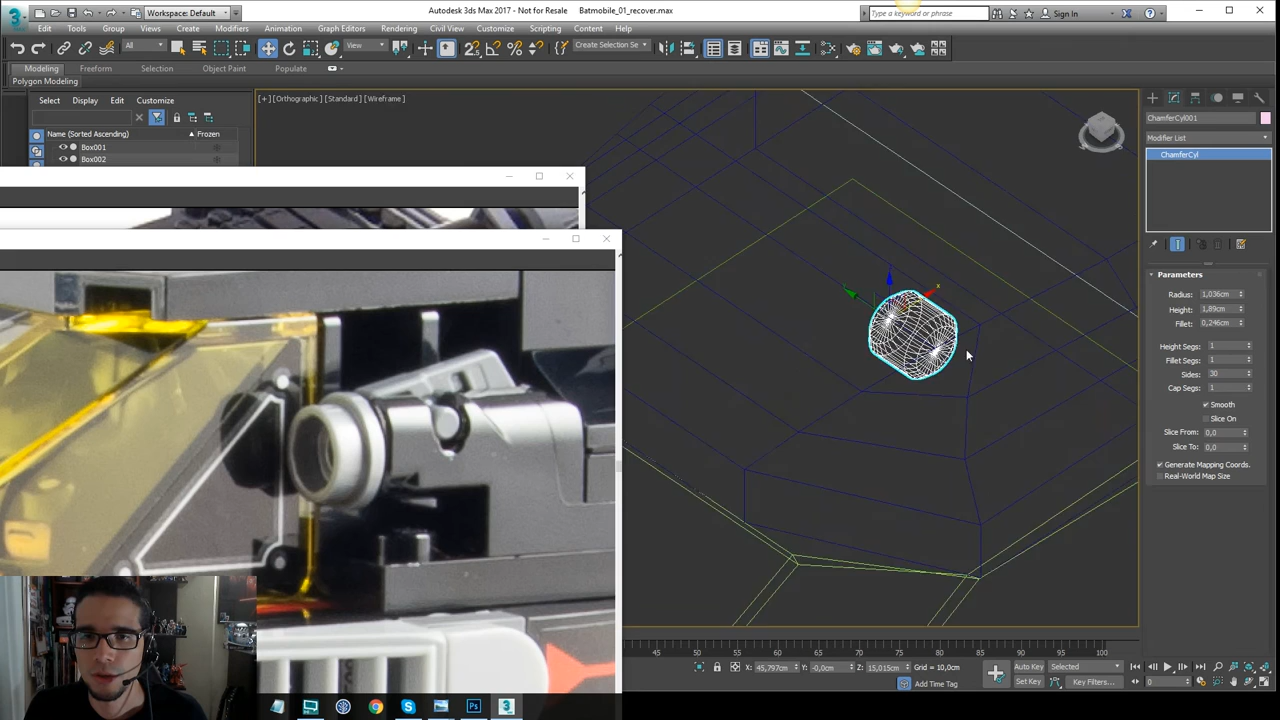 Workspace: Default
Autodesk 3ds Max 2017 - Not for Resale    Batmobile_01_recover.max
Type a keyword or phrase
Sign In
Edit Tools Group Views Create Modifiers Animation Graph Editors Rendering Civil View Customize Scripting Content Help
All
View
Create Selection Se
Modeling Freeform Selection Object Paint Populate
Polygon Modeling
Select Display Edit Customize
Name (Sorted Ascending) ▲ Frozen
Box001
Box002
[+] [Orthographic] [Standard] [Wireframe]
x
ChamferCyl001
Modifier List
ChamferCyl
Parameters
Radius: 1,036cm
Height: 1,89cm
Fillet: 0,246cm
Height Segs: 1
Fillet Segs: 1
Sides: 30
Cap Segs: 1
Smooth
Slice On
Slice From: 0,0
Slice To: 0,0
Generate Mapping Coords.
Real-World Map Size
45 50 55 60 65 70 75 80 85 90 95 100
X: 45,797cm Y: -0,0cm Z: 15,015cm Grid = 10,0cm
Add Time Tag
Auto Key Selected
Set Key Key Filters...
0